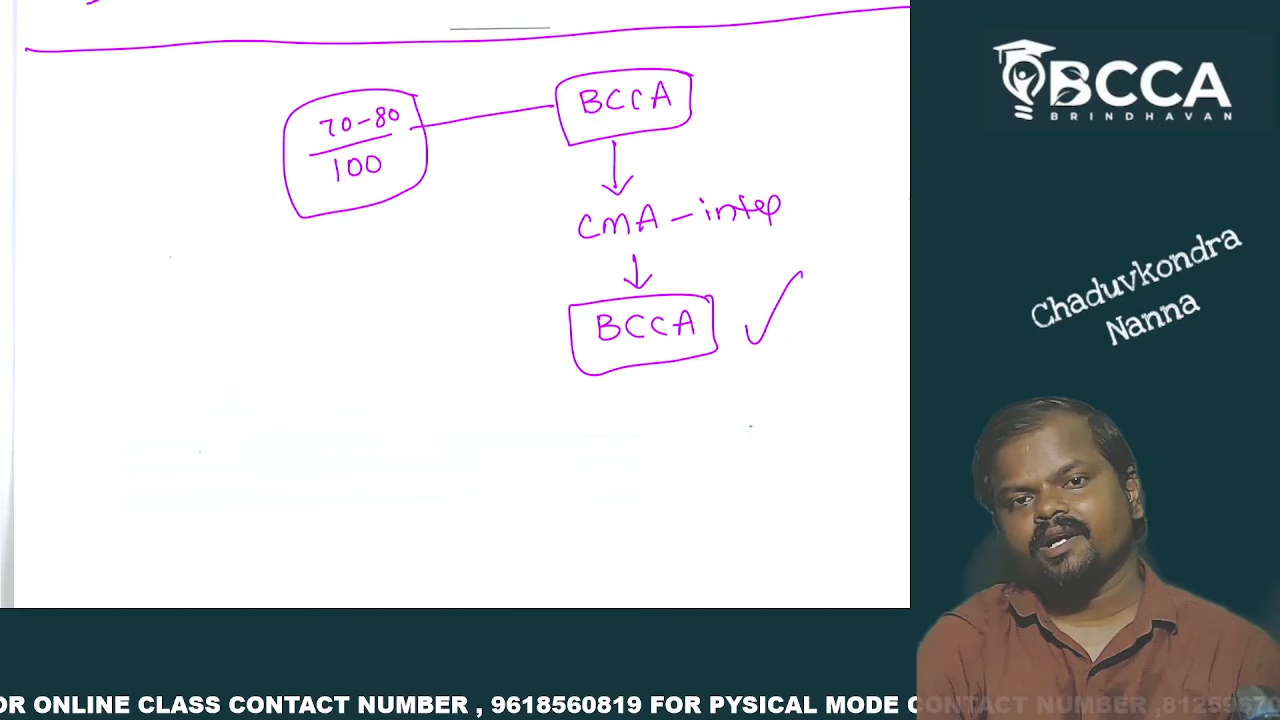 BCCA
BRINDHAVAN
70-80
100
BCCA
CMA-inter
BCCA
Chaduvkondra
Nanna
OR ONLINE CLASS CONTACT NUMBER , 9618560819 FOR PYSICAL MODE CONTACT NUMBER ,